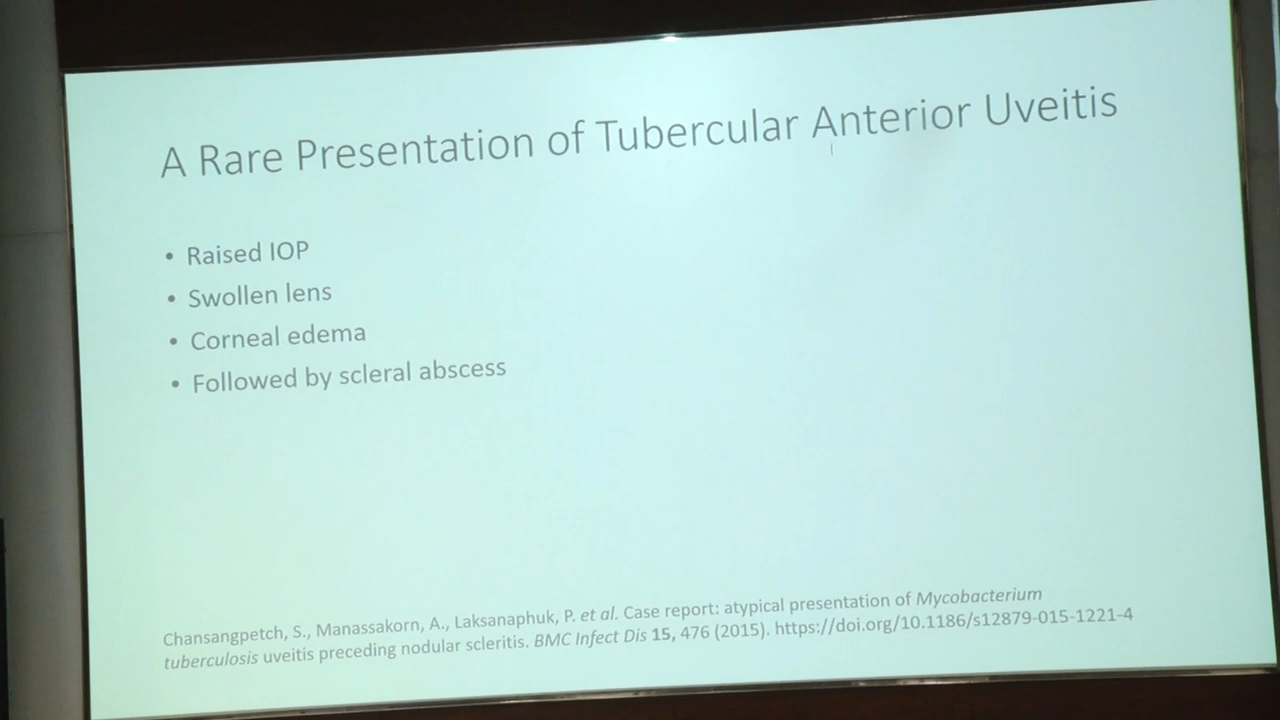 A Rare Presentation of Tubercular Anterior Uveitis
• Raised IOP
• Swollen lens
• Corneal edema
• Followed by scleral abscess
Chansangpetch, S., Manassakorn, A., Laksanaphuk, P. et al. Case report: atypical presentation of Mycobacterium
tuberculosis uveitis preceding nodular scleritis. BMC Infect Dis 15, 476 (2015). https://doi.org/10.1186/s12879-015-1221-4